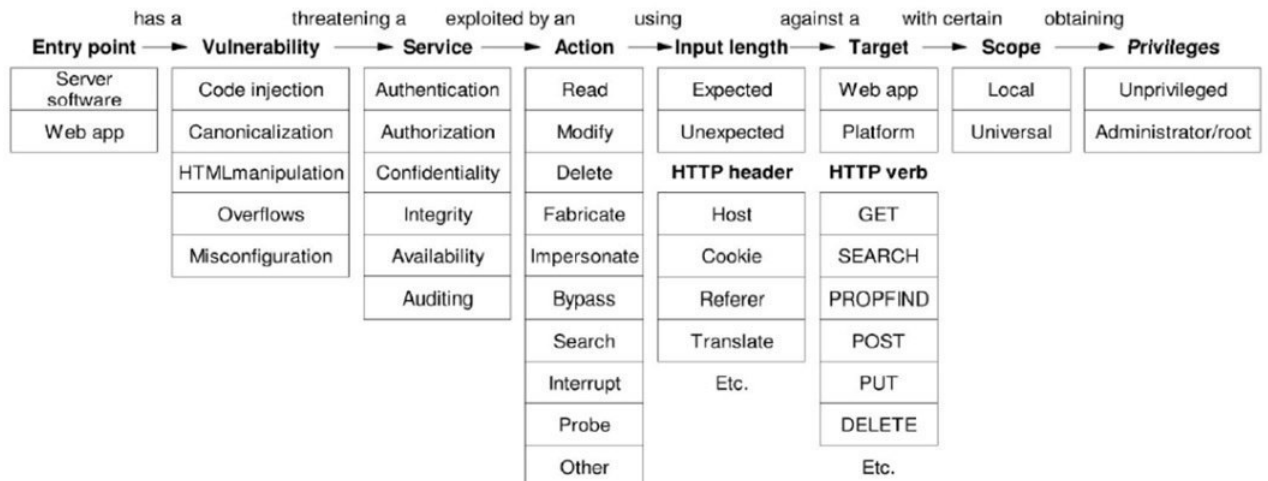 has a threatening a exploited by an using against a with certain obtaining
Entry point Vulnerability Service Action Input length Target Scope Privileges
Server software Code injection Authentication Read Expected Web app Local Unprivileged
Web app Canonicalization Authorization Modify Unexpected Platform Universal Administrator/root
HTMLmanipulation Confidentiality Delete HTTP header HTTP verb
Overflows Integrity Fabricate Host GET
Misconfiguration Availability Impersonate Cookie SEARCH
Auditing Bypass Referer PROPFIND
Search Translate POST
Interrupt Etc. PUT
Probe DELETE
Other Etc.